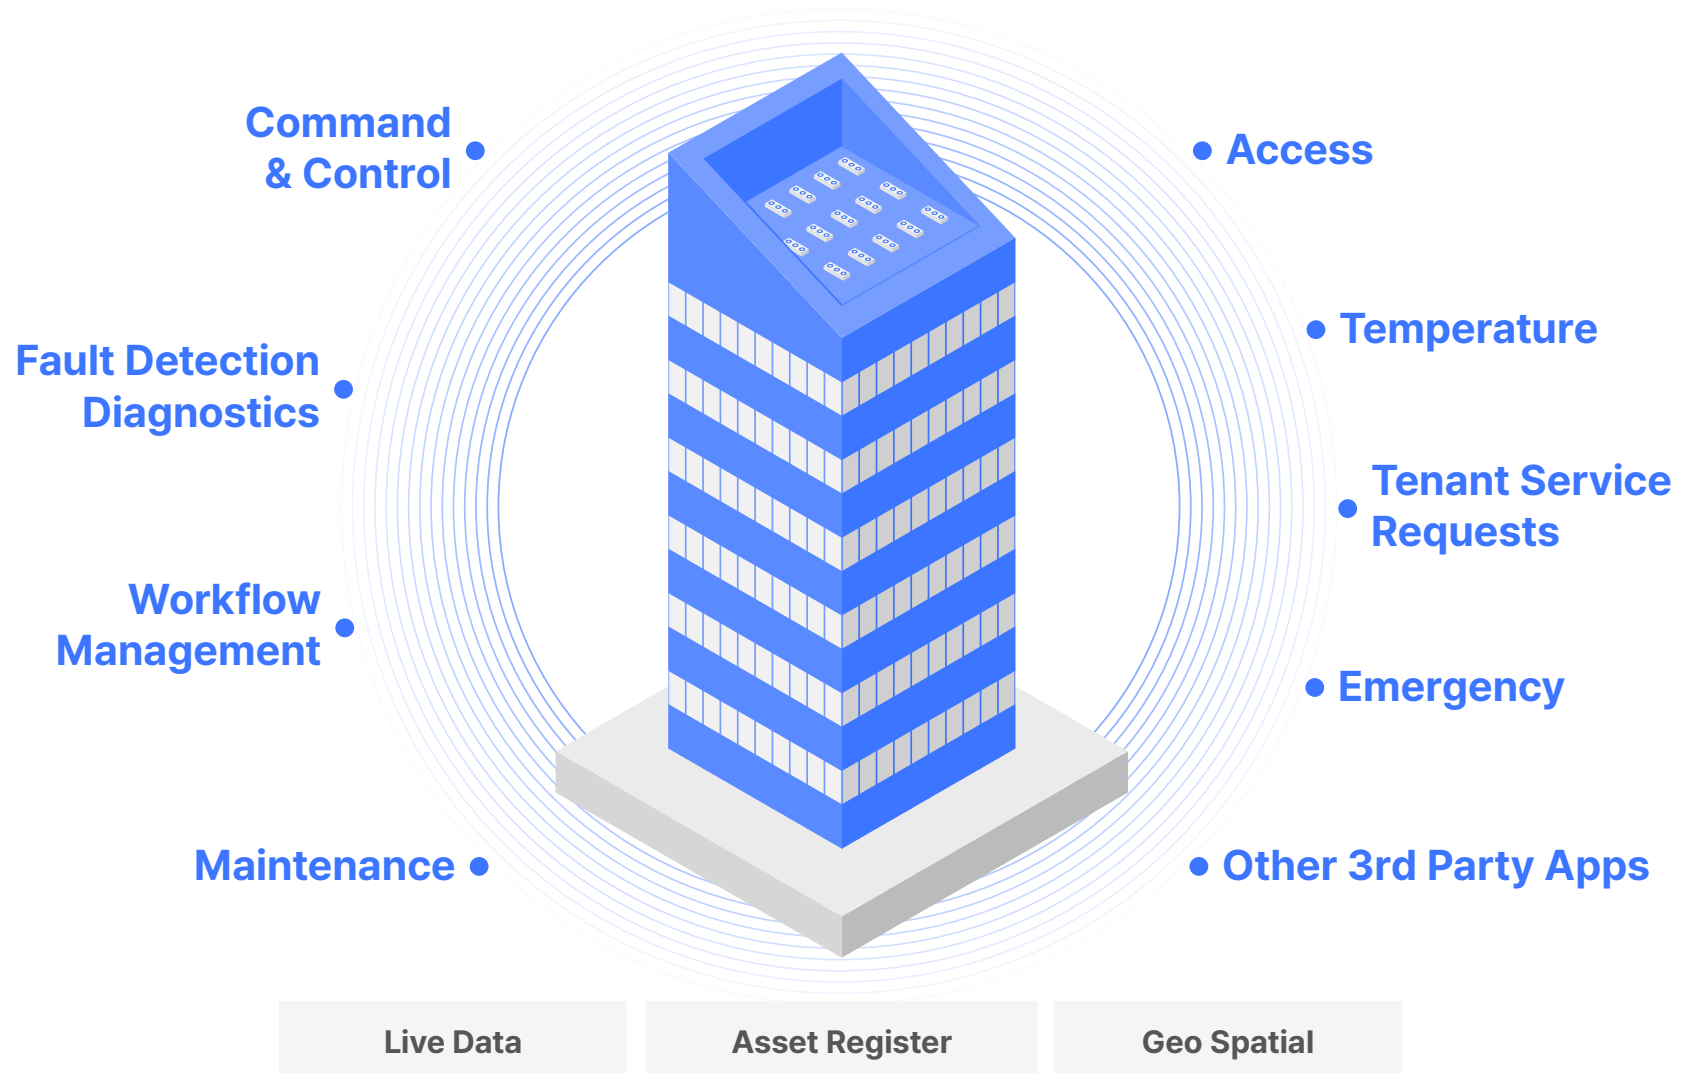 Command
& Control
Fault Detection
Diagnostics
Workflow
Management
Maintenance
Access
Temperature
Tenant Service
Requests
Emergency
Other 3rd Party Apps
Live Data
Asset Register
Geo Spatial